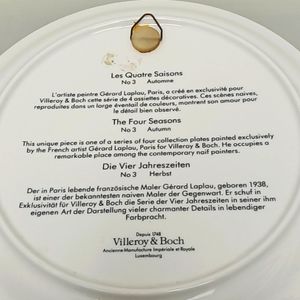 Les Quatre Saisons
No 3 Automne
L'artiste peintre Gérard Laplau, Paris, a créé en exclusivité pour
Villeroy & Boch cette série de 4 assiettes décoratives. Ces scènes naives,
reproduites dans un large éventail de couleurs, montrent son amour pour
le détail bien observé.
The Four Seasons
No 3 Autumn
This unique piece is one of a series of four collection plates painted exclusively
by the French artist Gérard Laplau, Paris for Villeroy & Boch. He occupies a
remarkable place among the contemporary nail painters.
Die Vier Jahreszeiten
No 3 Herbst
Der in Paris lebende französische Maler Gérard Laplau, geboren 1938,
ist einer der bekanntesten naiven Maler der Gegenwart. Er schuf in
Exklusivität für Villeroy & Boch die Serie der Vier Jahreszeiten in seiner ihm
eigenen Art der Darstellung vieler charmanter Details in lebendiger
Farbpracht.
Depuis 1748
Villeroy & Boch
Ancienne Manufacture Impériale et Royale
Luxembourg